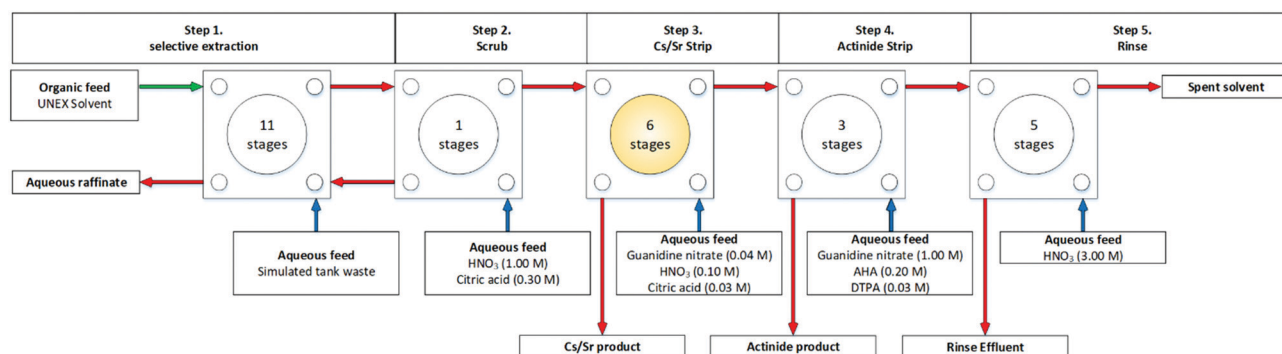 Step 1.
selective extraction
Step 2.
Scrub
Step 3.
Cs/Sr Strip
Step 4.
Actinide Strip
Step 5.
Rinse
Organic feed
UNEX Solvent
11
stages
1
stages
6
stages
3
stages
5
stages
Spent solvent
Aqueous raffinate
Aqueous feed
Simulated tank waste
Aqueous feed
HNO₃ (1.00 M)
Citric acid (0.30 M)
Aqueous feed
Guanidine nitrate (0.04 M)
HNO₃ (0.10 M)
Citric acid (0.03 M)
Aqueous feed
Guanidine nitrate (1.00 M)
AHA (0.20 M)
DTPA (0.03 M)
Aqueous feed
HNO₃ (3.00 M)
Cs/Sr product
Actinide product
Rinse Effluent